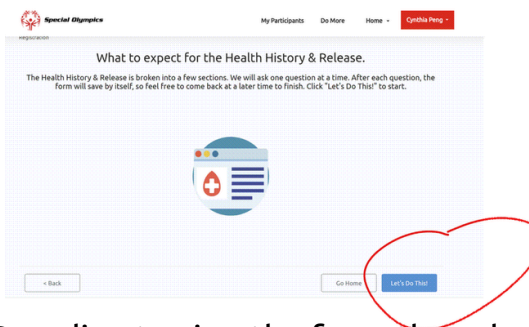 Special Olympics
My Participants Do More Home Cynthia Peng
Registration
What to expect for the Health History & Release.
The Health History & Release is broken into a few sections. We will ask one question at a time. After each question, the
form will save by itself, so feel free to come back at a later time to finish. Click "Let's Do This!" to start.
< Back Go Home Let's Do This!